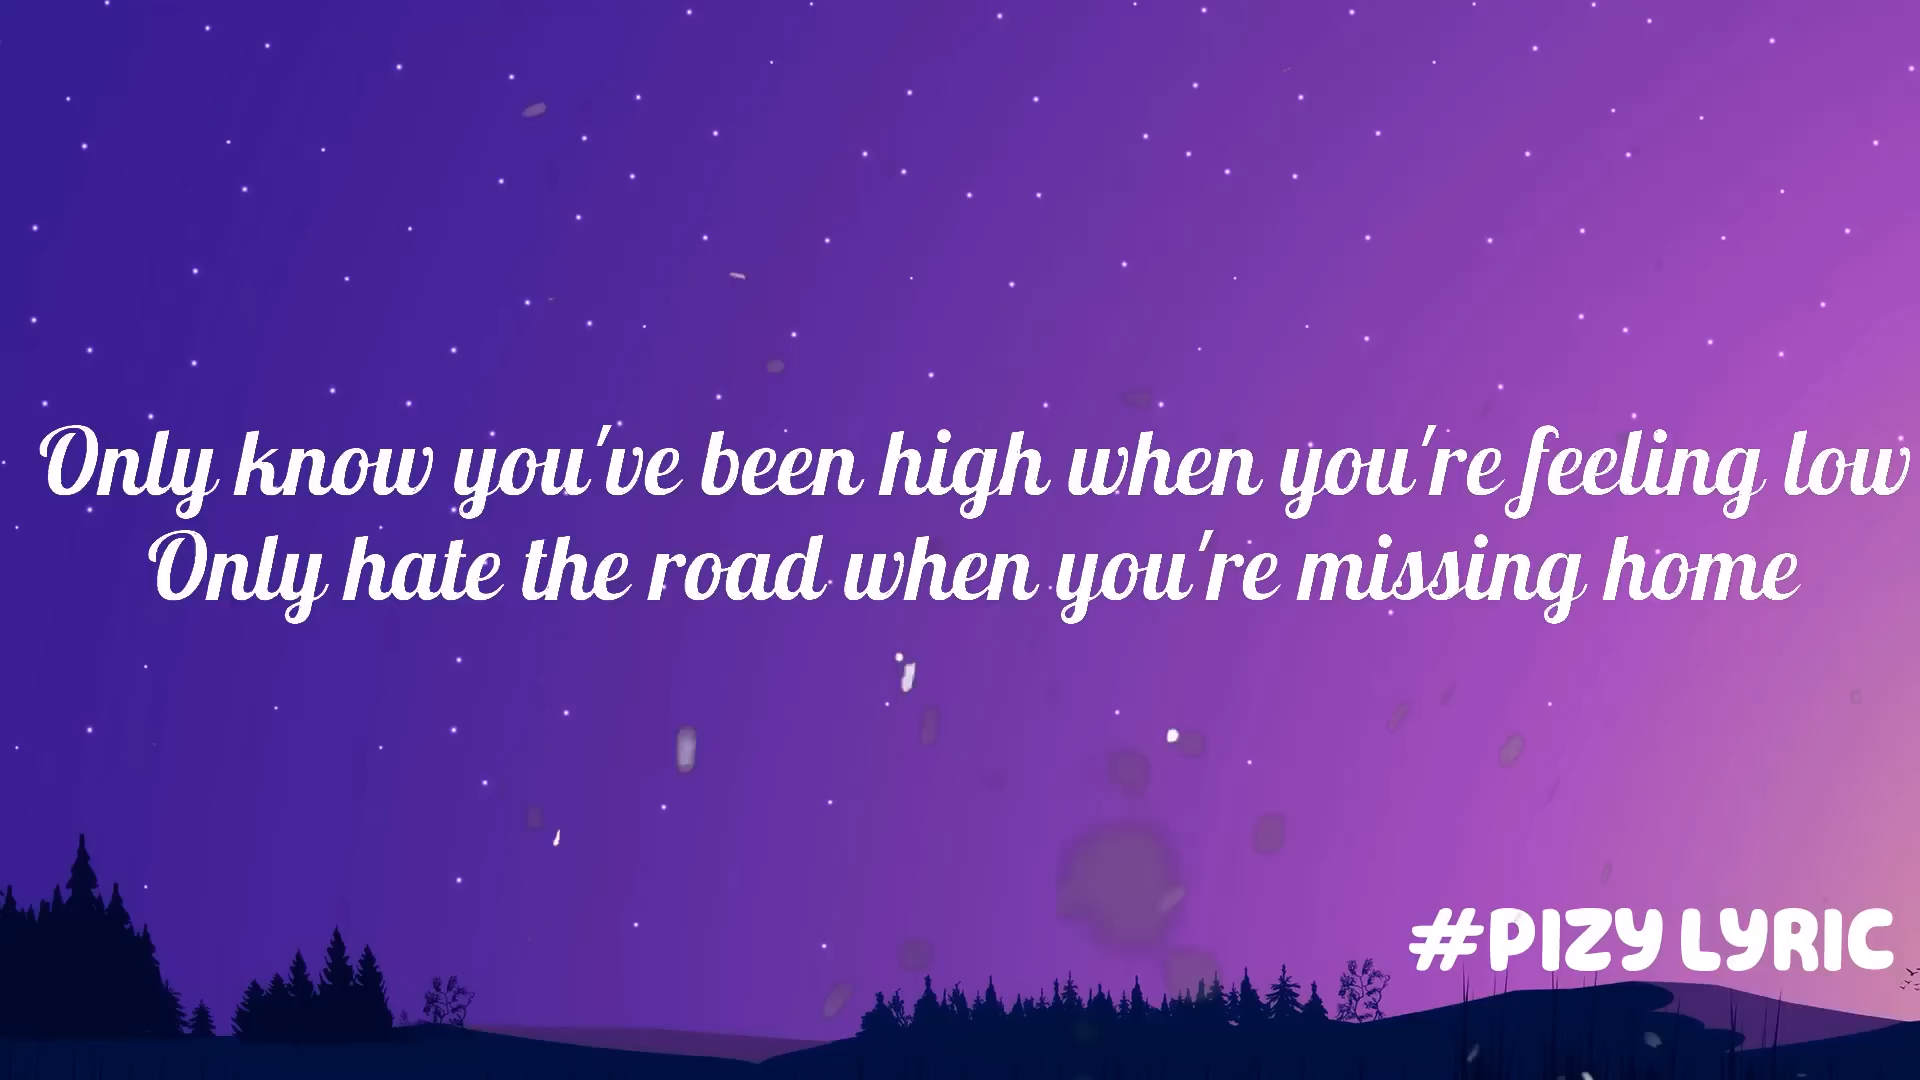 Only know you've been high when you're feeling low
Only hate the road when you're missing home
#PIZY LYRIC